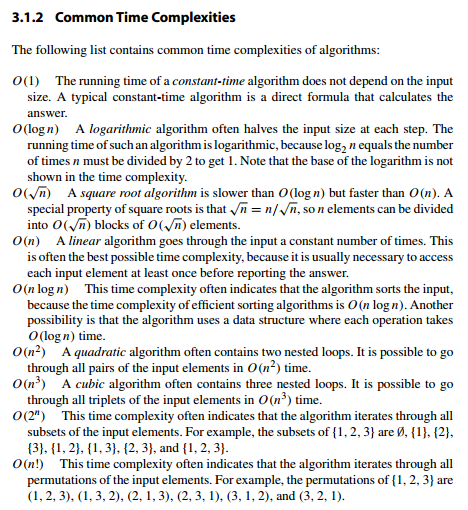 3.1.2 Common Time Complexities
The following list contains common time complexities of algorithms:
O(1) The running time of a constant-time algorithm does not depend on the input
size. A typical constant-time algorithm is a direct formula that calculates the
answer.
O(log n) A logarithmic algorithm often halves the input size at each step. The
running time of such an algorithm is logarithmic, because log₂ n equals the number
of times n must be divided by 2 to get 1. Note that the base of the logarithm is not
shown in the time complexity.
O(√n) A square root algorithm is slower than O(log n) but faster than O(n). A
special property of square roots is that √n = n/√n, so n elements can be divided
into O(√n) blocks of O(√n) elements.
O(n) A linear algorithm goes through the input a constant number of times. This
is often the best possible time complexity, because it is usually necessary to access
each input element at least once before reporting the answer.
O(n log n) This time complexity often indicates that the algorithm sorts the input,
because the time complexity of efficient sorting algorithms is O(n log n). Another
possibility is that the algorithm uses a data structure where each operation takes
O(log n) time.
O(n²) A quadratic algorithm often contains two nested loops. It is possible to go
through all pairs of the input elements in O(n²) time.
O(n³) A cubic algorithm often contains three nested loops. It is possible to go
through all triplets of the input elements in O(n³) time.
O(2ⁿ) This time complexity often indicates that the algorithm iterates through all
subsets of the input elements. For example, the subsets of {1, 2, 3} are ∅, {1}, {2},
{3}, {1, 2}, {1, 3}, {2, 3}, and {1, 2, 3}.
O(n!) This time complexity often indicates that the algorithm iterates through all
permutations of the input elements. For example, the permutations of {1, 2, 3} are
(1, 2, 3), (1, 3, 2), (2, 1, 3), (2, 3, 1), (3, 1, 2), and (3, 2, 1).